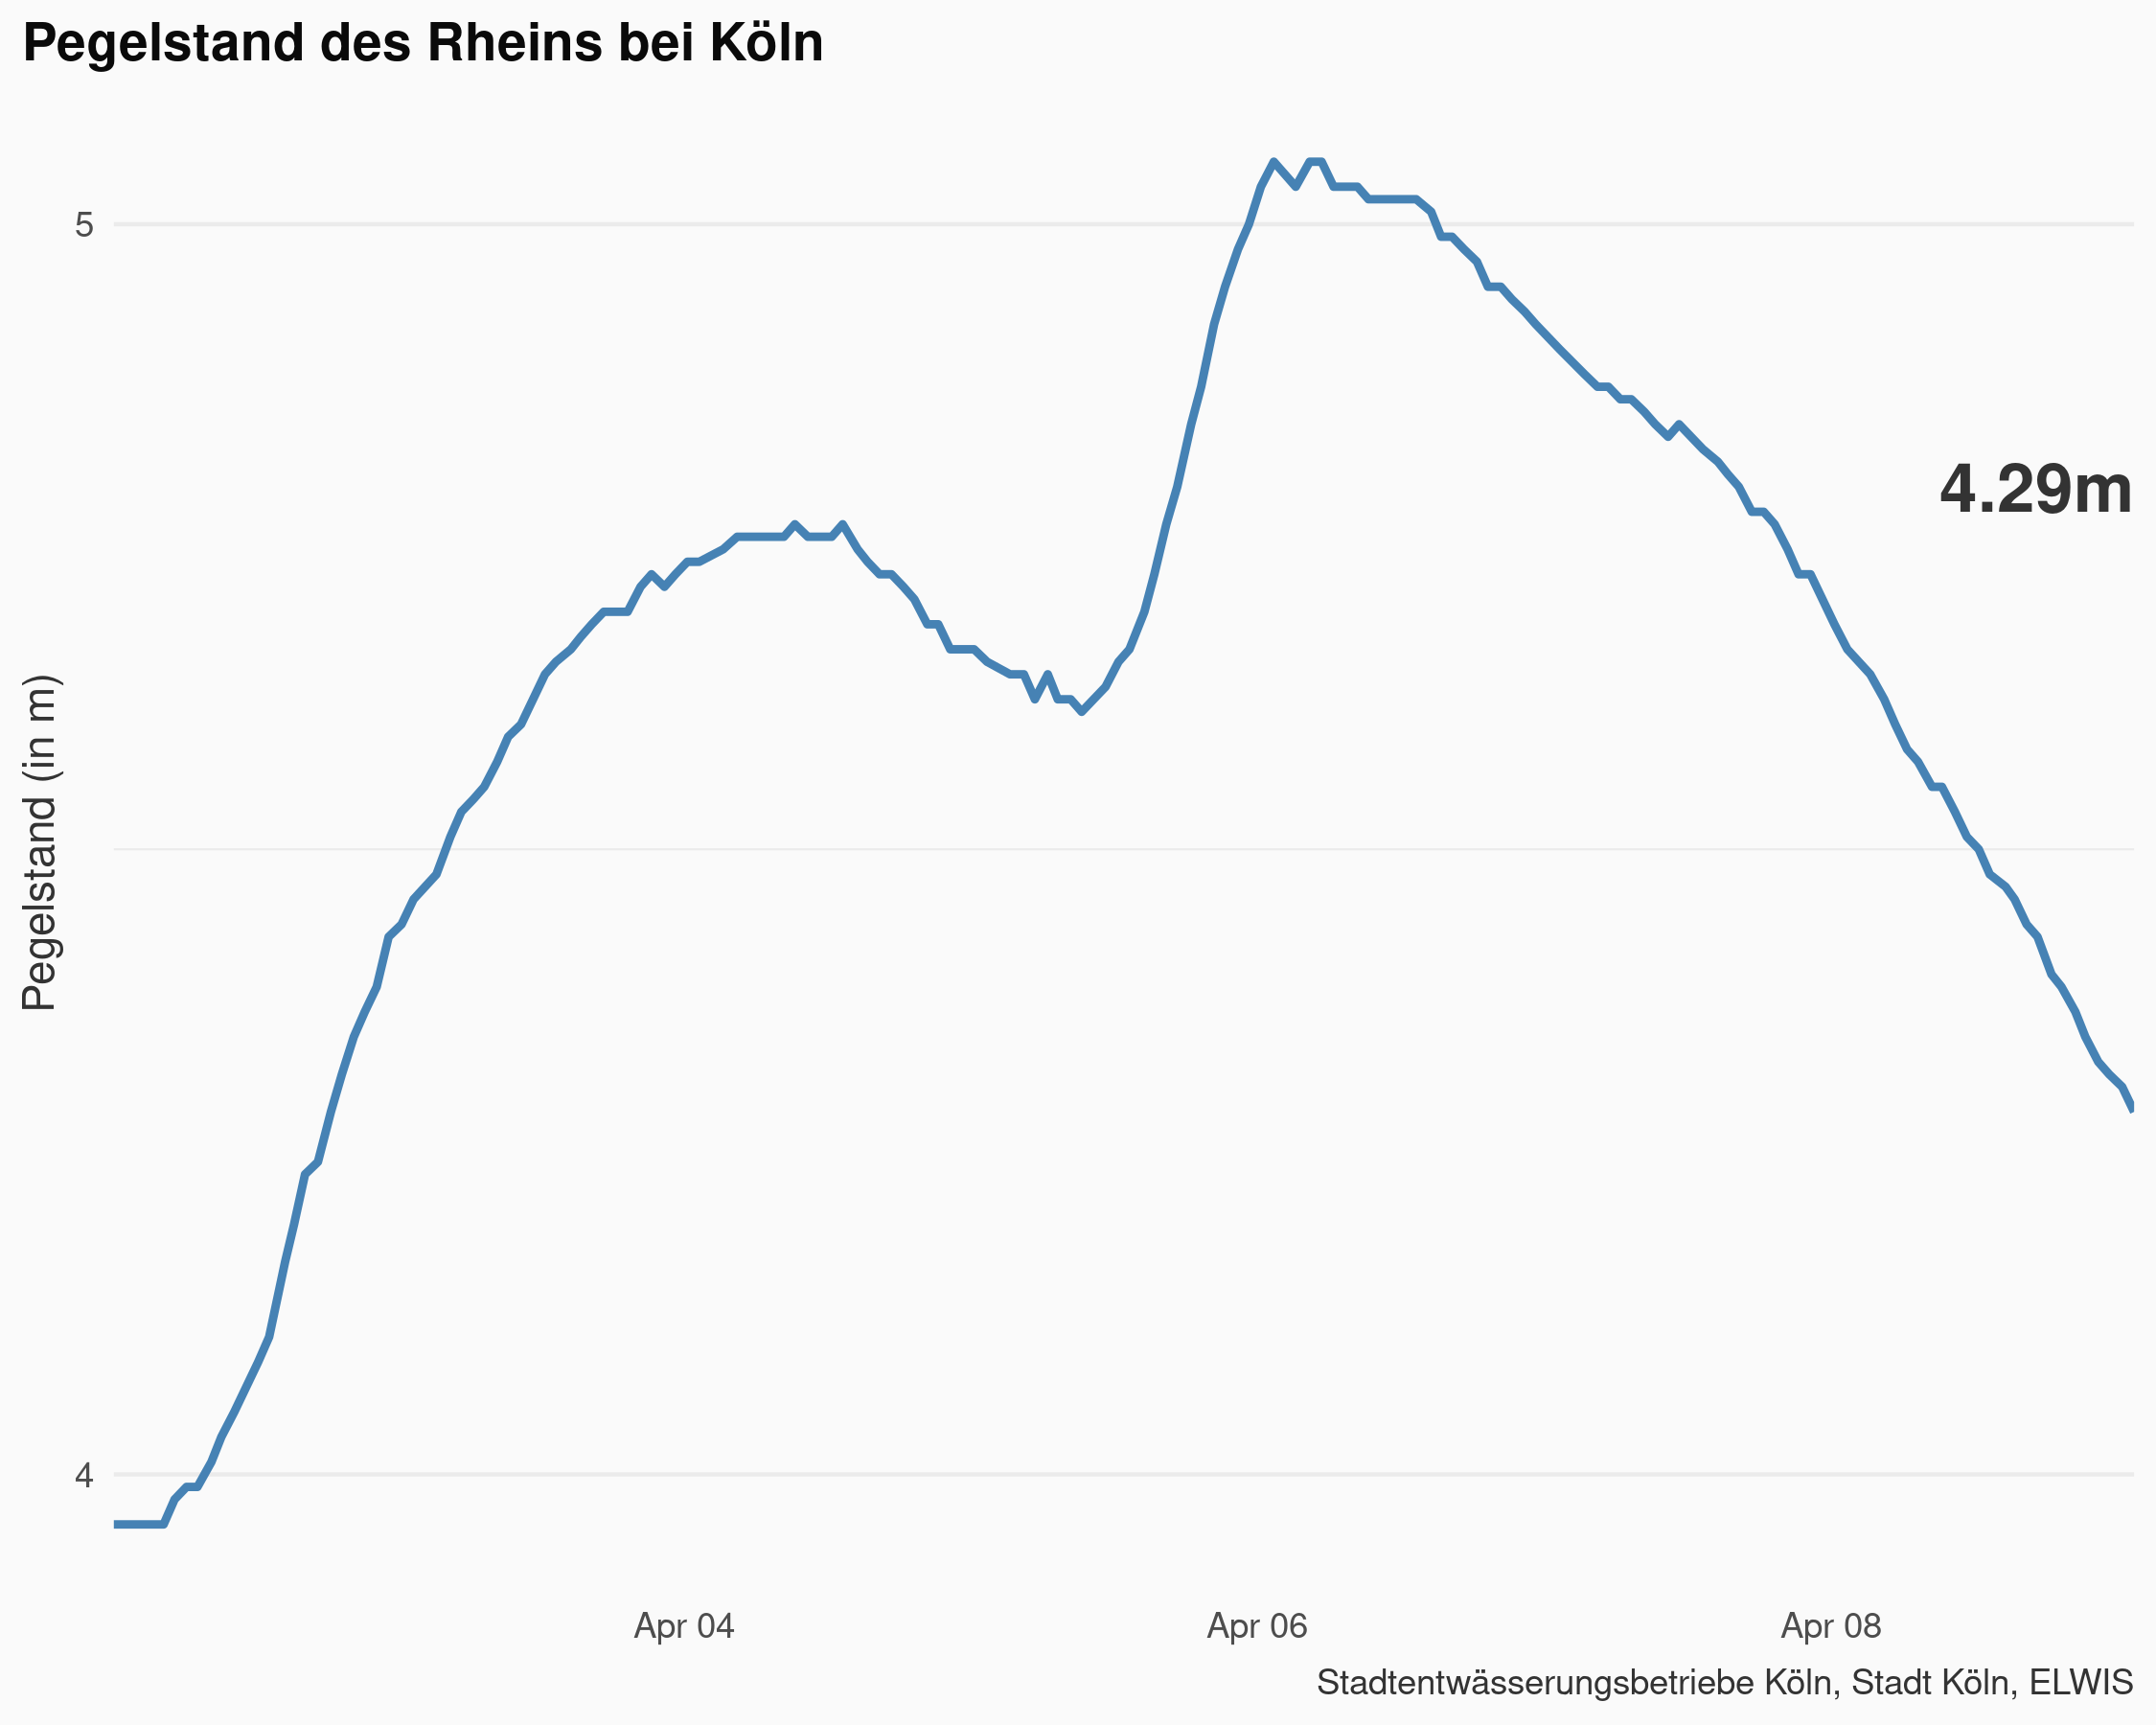 Pegelstand des Rheins bei Köln
Pegelstand (in m)
5
4
4.29m
Apr 04
Apr 06
Apr 08
Stadtentwässerungsbetriebe Köln, Stadt Köln, ELWIS